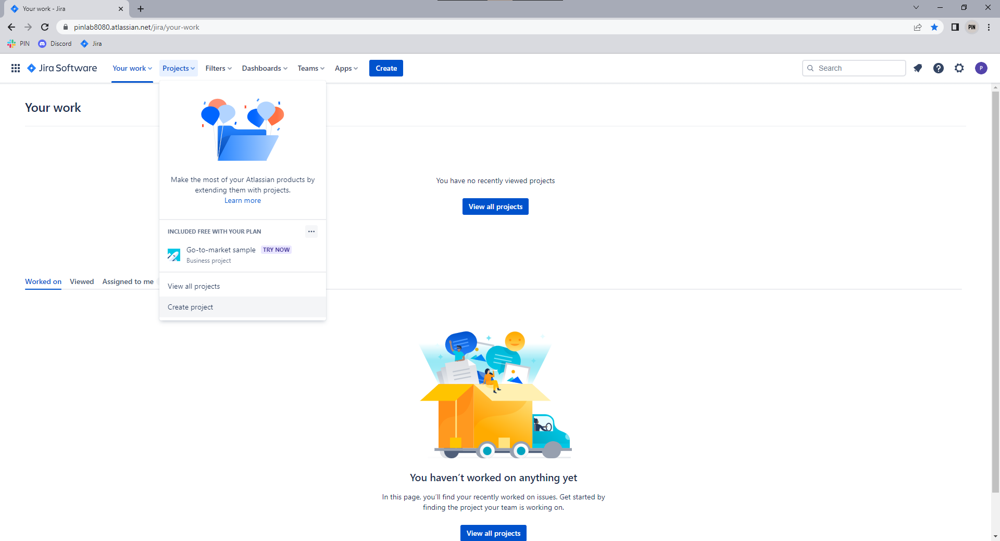 Your work - Jira
pinlab8080.atlassian.net/jira/your-work
PIN
PIN Discord Jira
Jira Software Your work Projects Filters Dashboards Teams Apps Create Search P
Your work
Make the most of your Atlassian products by
extending them with projects.
Learn more
You have no recently viewed projects
View all projects
INCLUDED FREE WITH YOUR PLAN
Go-to-market sample TRY NOW
Business project
Worked on Viewed Assigned to me
View all projects
Create project
You haven’t worked on anything yet
In this page, you’ll find your recently worked on issues. Get started by
finding the project your team is working on.
View all projects